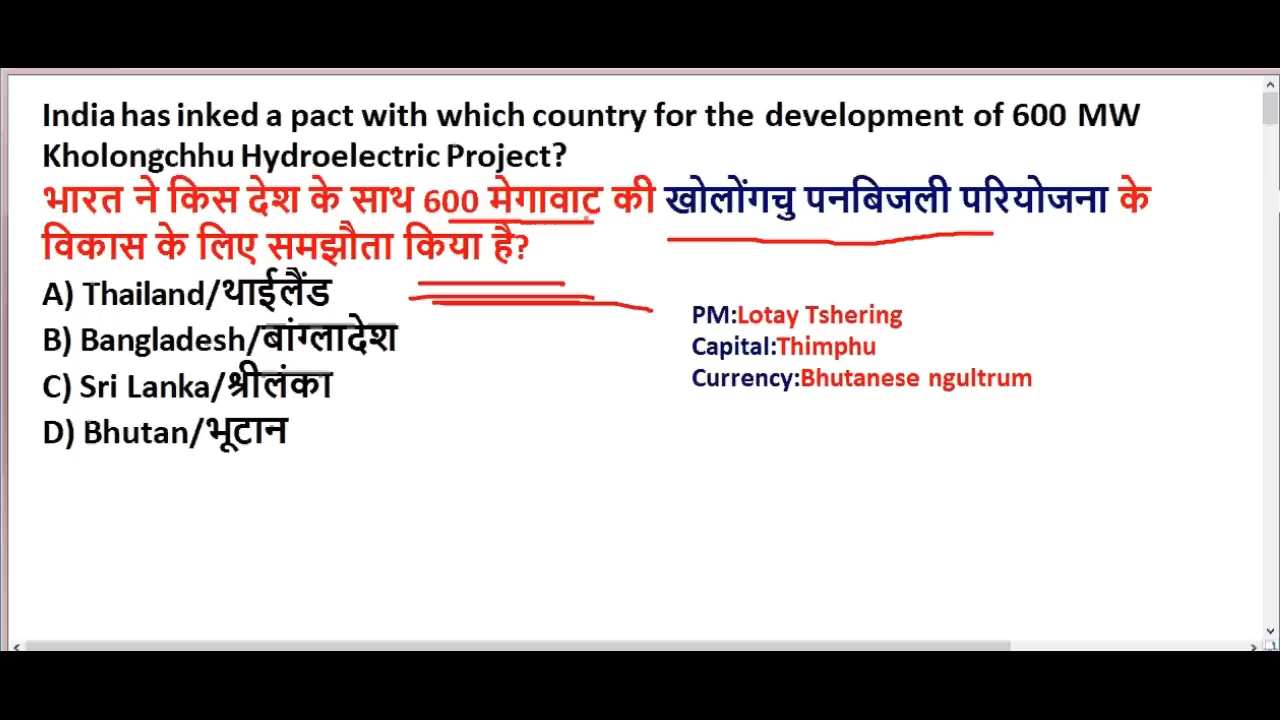 India has inked a pact with which country for the development of 600 MW
Kholongchhu Hydroelectric Project?
भारत ने किस देश के साथ 600 मेगावाट की खोलोंगचु पनबिजली परियोजना के
विकास के लिए समझौता किया है?
A) Thailand/थाईलैंड
B) Bangladesh/बांग्लादेश
C) Sri Lanka/श्रीलंका
D) Bhutan/भूटान
PM:Lotay Tshering
Capital:Thimphu
Currency:Bhutanese ngultrum